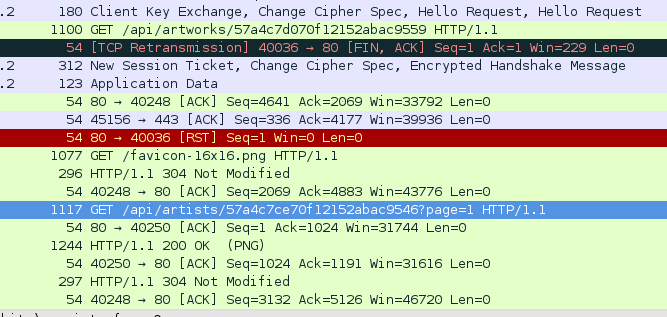 .2 180 Client Key Exchange, Change Cipher Spec, Hello Request, Hello Request
1100 GET /api/artworks/57a4c7d070f12152abac9559 HTTP/1.1
54 [TCP Retransmission] 40036 → 80 [FIN, ACK] Seq=1 Ack=1 Win=229 Len=0
.2 312 New Session Ticket, Change Cipher Spec, Encrypted Handshake Message
.2 123 Application Data
54 80 → 40248 [ACK] Seq=4641 Ack=2069 Win=33792 Len=0
54 45156 → 443 [ACK] Seq=336 Ack=4177 Win=39936 Len=0
54 80 → 40036 [RST] Seq=1 Win=0 Len=0
1077 GET /favicon-16x16.png HTTP/1.1
296 HTTP/1.1 304 Not Modified
54 40248 → 80 [ACK] Seq=2069 Ack=4883 Win=43776 Len=0
1117 GET /api/artists/57a4c7ce70f12152abac9546?page=1 HTTP/1.1
54 80 → 40250 [ACK] Seq=1 Ack=1024 Win=31744 Len=0
1244 HTTP/1.1 200 OK  (PNG)
54 40250 → 80 [ACK] Seq=1024 Ack=1191 Win=31616 Len=0
297 HTTP/1.1 304 Not Modified
54 40248 → 80 [ACK] Seq=3132 Ack=5126 Win=46720 Len=0